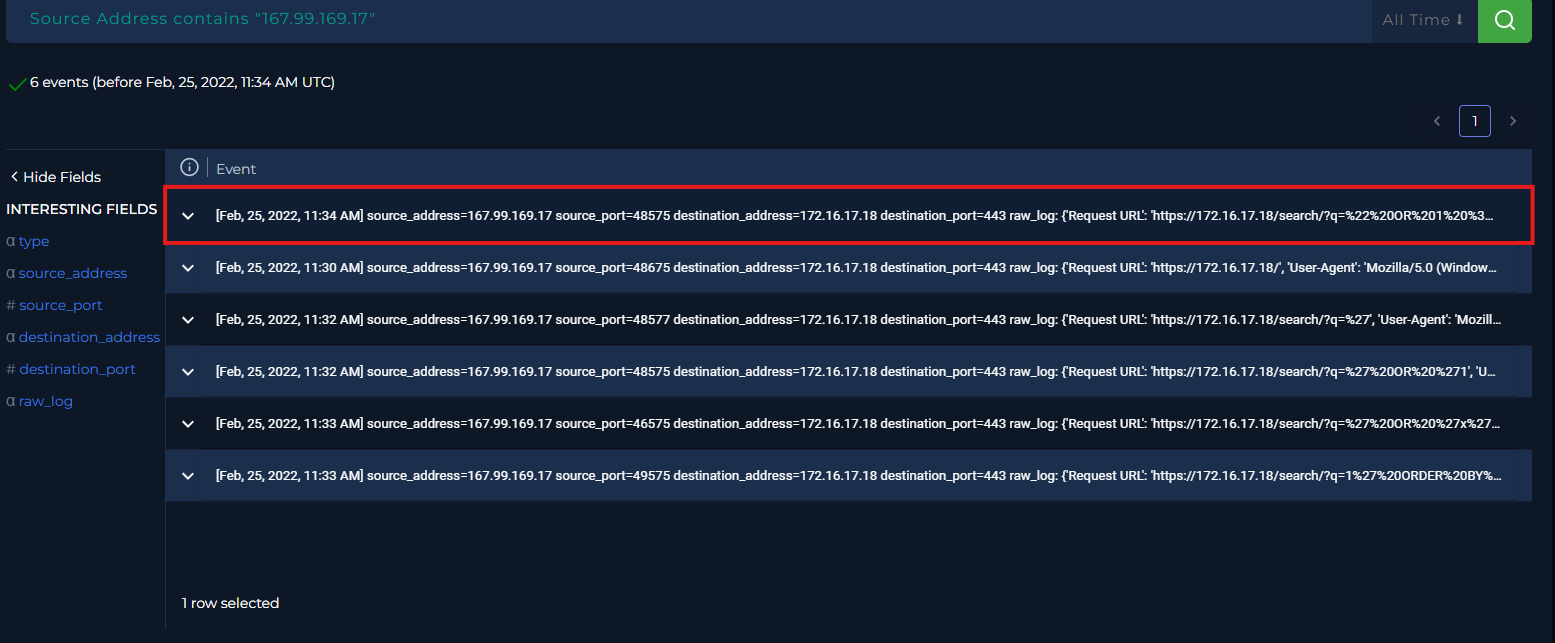 Source Address contains "167.99.169.17"
All Time ⬇
6 events (before Feb, 25, 2022, 11:34 AM UTC)
< 1 >
< Hide Fields
INTERESTING FIELDS
α type
α source_address
# source_port
α destination_address
# destination_port
α raw_log
Event
[Feb, 25, 2022, 11:34 AM] source_address=167.99.169.17 source_port=48575 destination_address=172.16.17.18 destination_port=443 raw_log: {'Request URL': 'https://172.16.17.18/search/?q=%22%20OR%201%20%3...
[Feb, 25, 2022, 11:30 AM] source_address=167.99.169.17 source_port=48675 destination_address=172.16.17.18 destination_port=443 raw_log: {'Request URL': 'https://172.16.17.18/', 'User-Agent': 'Mozilla/5.0 (Window...
[Feb, 25, 2022, 11:32 AM] source_address=167.99.169.17 source_port=48577 destination_address=172.16.17.18 destination_port=443 raw_log: {'Request URL': 'https://172.16.17.18/search/?q=%27', 'User-Agent': 'Mozill...
[Feb, 25, 2022, 11:32 AM] source_address=167.99.169.17 source_port=48575 destination_address=172.16.17.18 destination_port=443 raw_log: {'Request URL': 'https://172.16.17.18/search/?q=%27%20OR%20%271', 'U...
[Feb, 25, 2022, 11:33 AM] source_address=167.99.169.17 source_port=46575 destination_address=172.16.17.18 destination_port=443 raw_log: {'Request URL': 'https://172.16.17.18/search/?q=%27%20OR%20%27x%27...
[Feb, 25, 2022, 11:33 AM] source_address=167.99.169.17 source_port=49575 destination_address=172.16.17.18 destination_port=443 raw_log: {'Request URL': 'https://172.16.17.18/search/?q=1%27%20ORDER%20BY%...
1 row selected